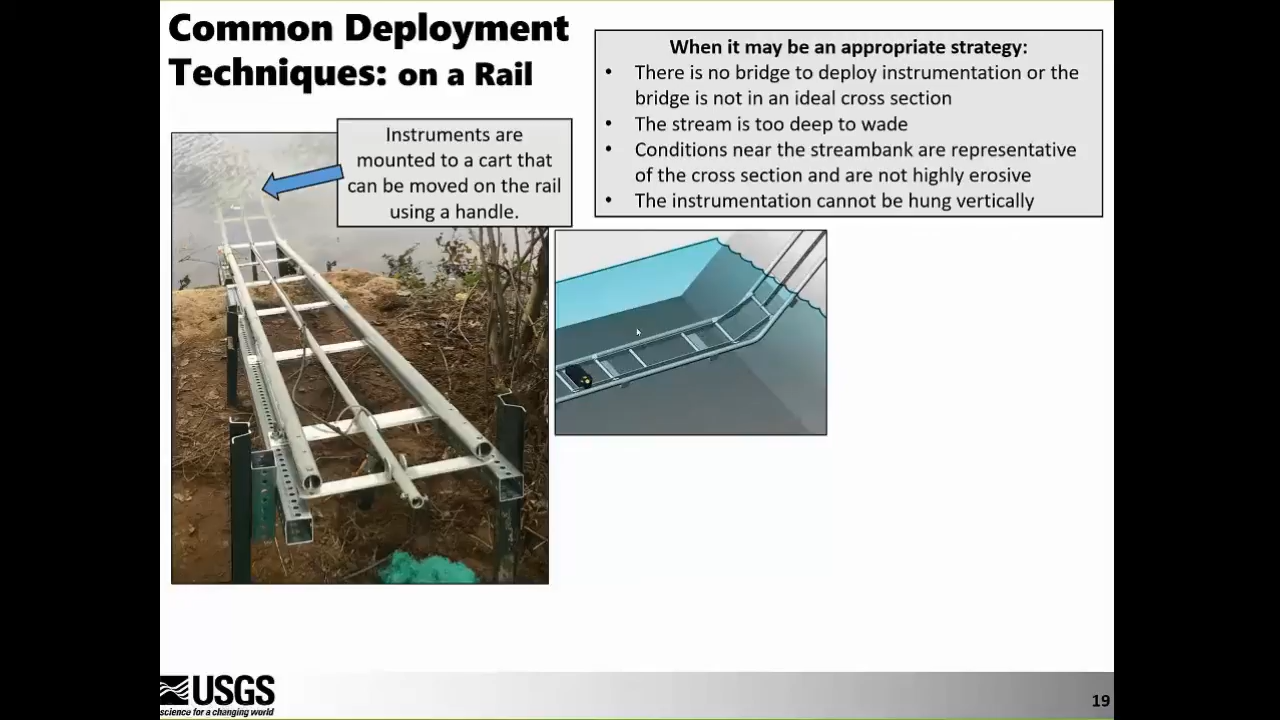 Common Deployment
Techniques: on a Rail
When it may be an appropriate strategy:
• There is no bridge to deploy instrumentation or the
bridge is not in an ideal cross section
• The stream is too deep to wade
• Conditions near the streambank are representative
of the cross section and are not highly erosive
• The instrumentation cannot be hung vertically
Instruments are
mounted to a cart that
can be moved on the rail
using a handle.
USGS
science for a changing world
19